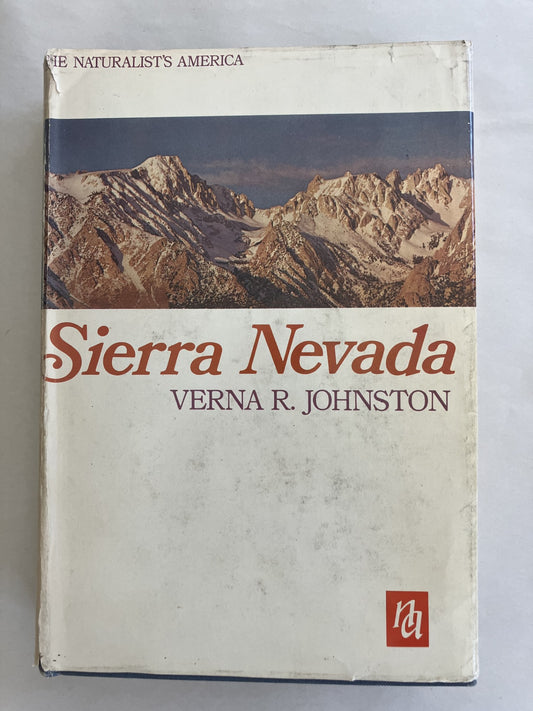 HE NATURALIST'S AMERICA
Sierra Nevada
VERNA R. JOHNSTON
na